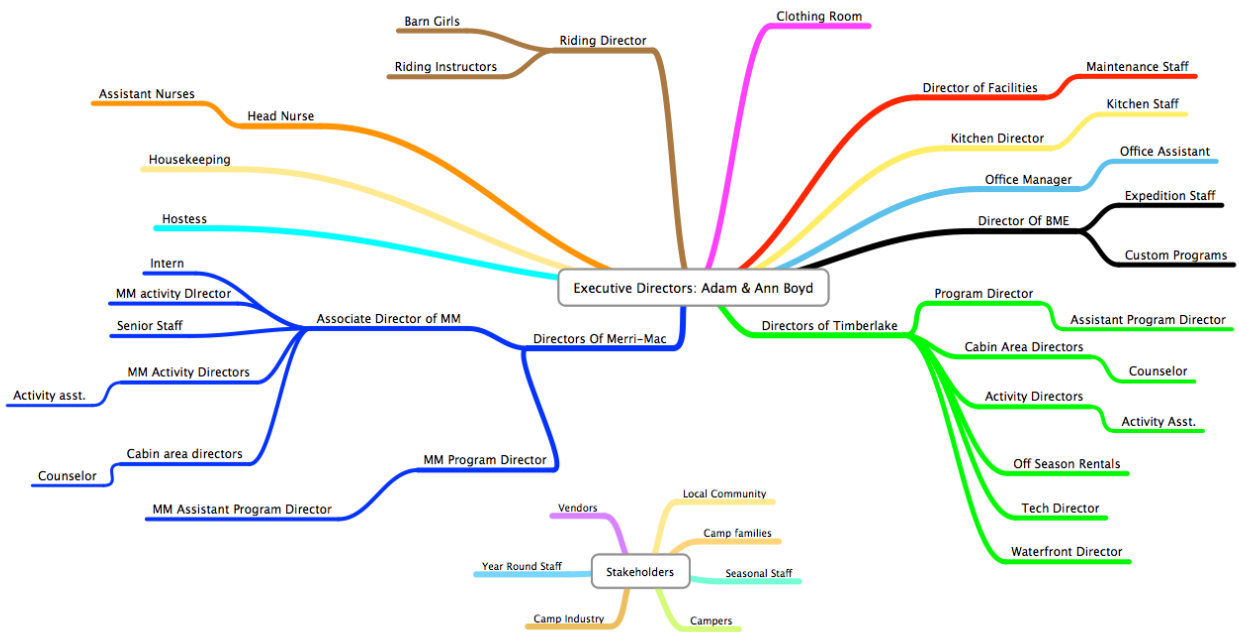 Clothing Room
Barn Girls
Riding Director
Riding Instructors
Maintenance Staff
Director of Facilities
Assistant Nurses
Head Nurse
Kitchen Staff
Kitchen Director
Housekeeping
Office Assistant
Office Manager
Hostess
Expedition Staff
Director Of BME
Custom Programs
Executive Directors: Adam & Ann Boyd
Intern
MM activity DIrector
Senior Staff
Associate Director of MM
Directors Of Merri-Mac
MM Activity Directors
Activity asst.
Cabin area directors
Counselor
MM Program Director
MM Assistant Program Director
Directors of Timberlake
Program Director
Assistant Program Director
Cabin Area Directors
Counselor
Activity Directors
Activity Asst.
Off Season Rentals
Tech Director
Waterfront Director
Local Community
Vendors
Camp families
Year Round Staff
Stakeholders
Seasonal Staff
Camp Industry
Campers